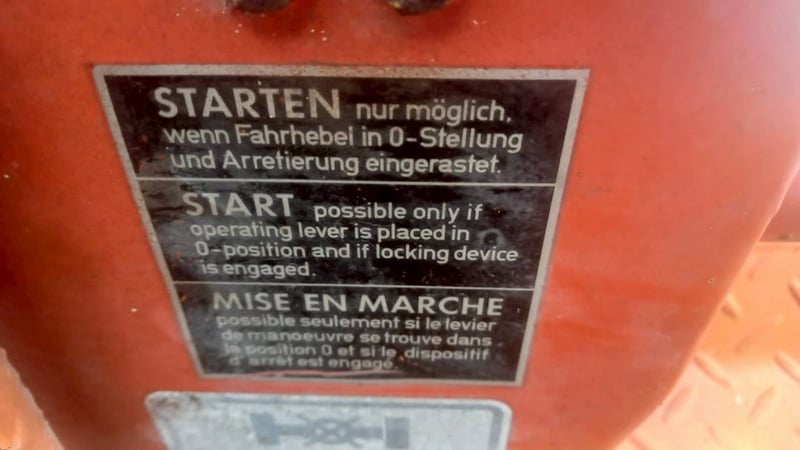 STARTEN nur möglich,
wenn Fahrhebel in 0-Stellung
und Arretierung eingerastet.
START possible only if
operating lever is placed in
0-position and if locking device
is engaged.
MISE EN MARCHE
possible seulement si le levier
de manoeuvre se trouve dans
la position 0 et si le dispositif
d'arrêt est engagé.